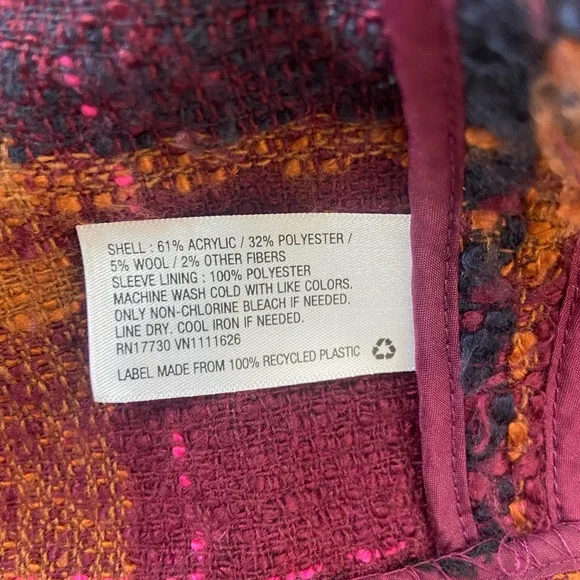 SHELL : 61% ACRYLIC / 32% POLYESTER /
5% WOOL / 2% OTHER FIBERS
SLEEVE LINING : 100% POLYESTER
MACHINE WASH COLD WITH LIKE COLORS.
ONLY NON-CHLORINE BLEACH IF NEEDED.
LINE DRY. COOL IRON IF NEEDED.
RN17730 VN1111626
LABEL MADE FROM 100% RECYCLED PLASTIC